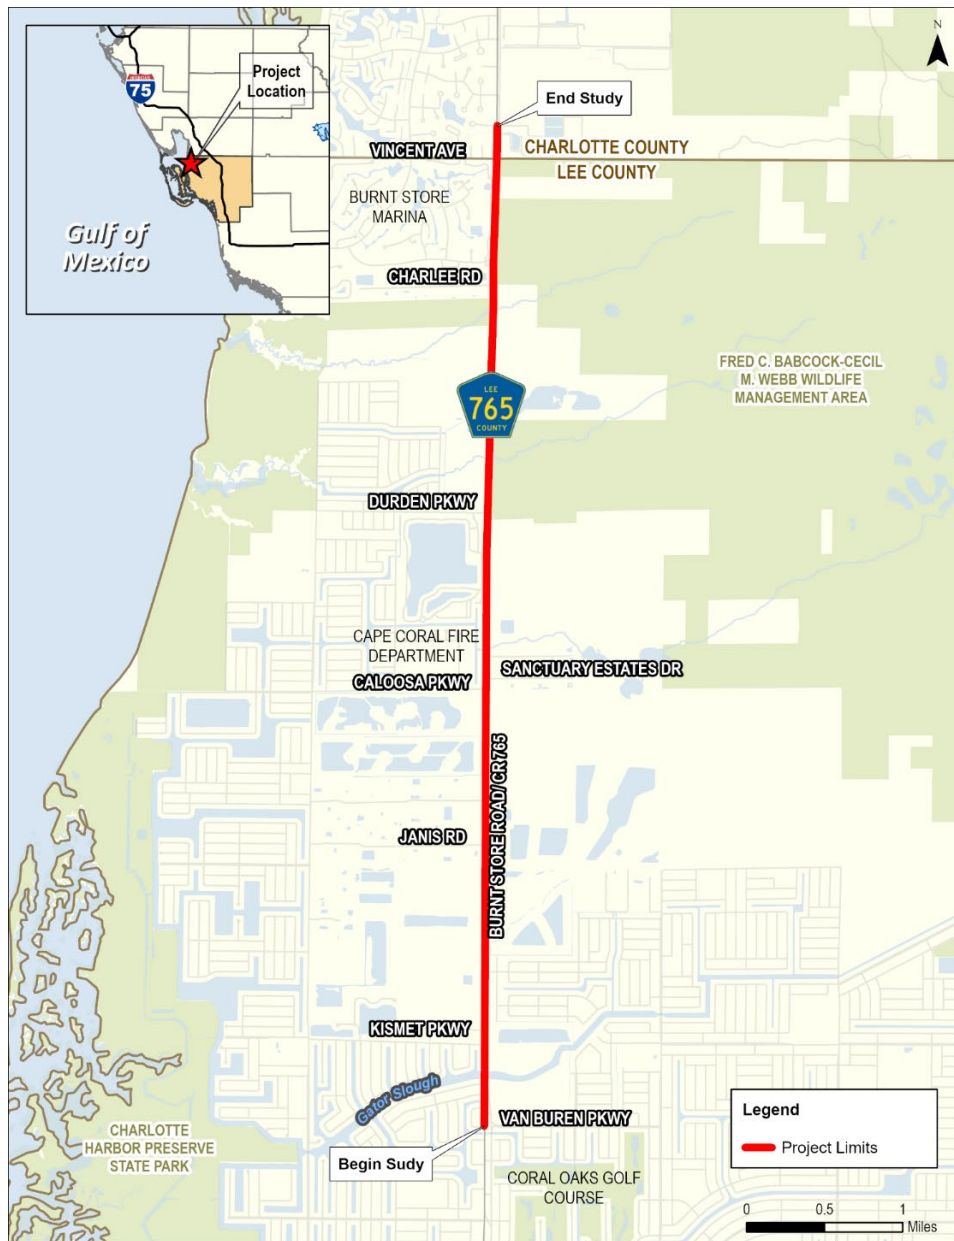 N
Project
Location
75
End Study
VINCENT AVE
CHARLOTTE COUNTY
LEE COUNTY
BURNT STORE
MARINA
Gulf of
Mexico
CHARLEE RD
FRED C. BABCOCK-CECIL
M. WEBB WILDLIFE
MANAGEMENT AREA
LEE
765
COUNTY
DURDEN PKWY
CAPE CORAL FIRE
DEPARTMENT
SANCTUARY ESTATES DR
CALOOSA PKWY
BURNT STORE ROAD/CR765
JANIS RD
KISMET PKWY
Gator Slough
VAN BUREN PKWY
CHARLOTTE
HARBOR PRESERVE
STATE PARK
Begin Sudy
CORAL OAKS GOLF
COURSE
Legend
Project Limits
0 0.5 1
Miles